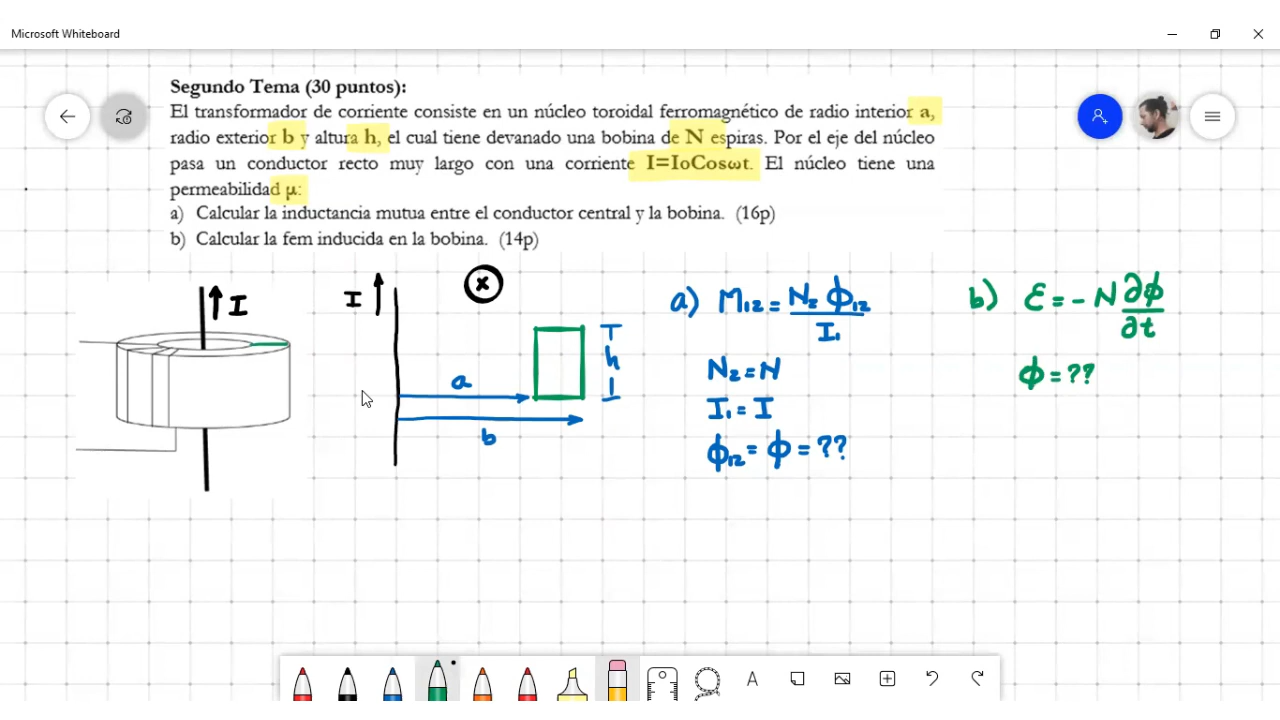 Microsoft Whiteboard
Segundo Tema (30 puntos):
El transformador de corriente consiste en un núcleo toroidal ferromagnético de radio interior a,
radio exterior b y altura h, el cual tiene devanado una bobina de N espiras. Por el eje del núcleo
pasa un conductor recto muy largo con una corriente I=IoCosωt. El núcleo tiene una
permeabilidad μ:
a) Calcular la inductancia mutua entre el conductor central y la bobina. (16p)
b) Calcular la fem inducida en la bobina. (14p)
I
I
x
a
b
h
a) M12 = N2 Φ12 / I1
N2 = N
I1 = I
ϕ12 = ϕ = ??
b) ε = - N ∂ϕ / ∂t
ϕ = ??
A